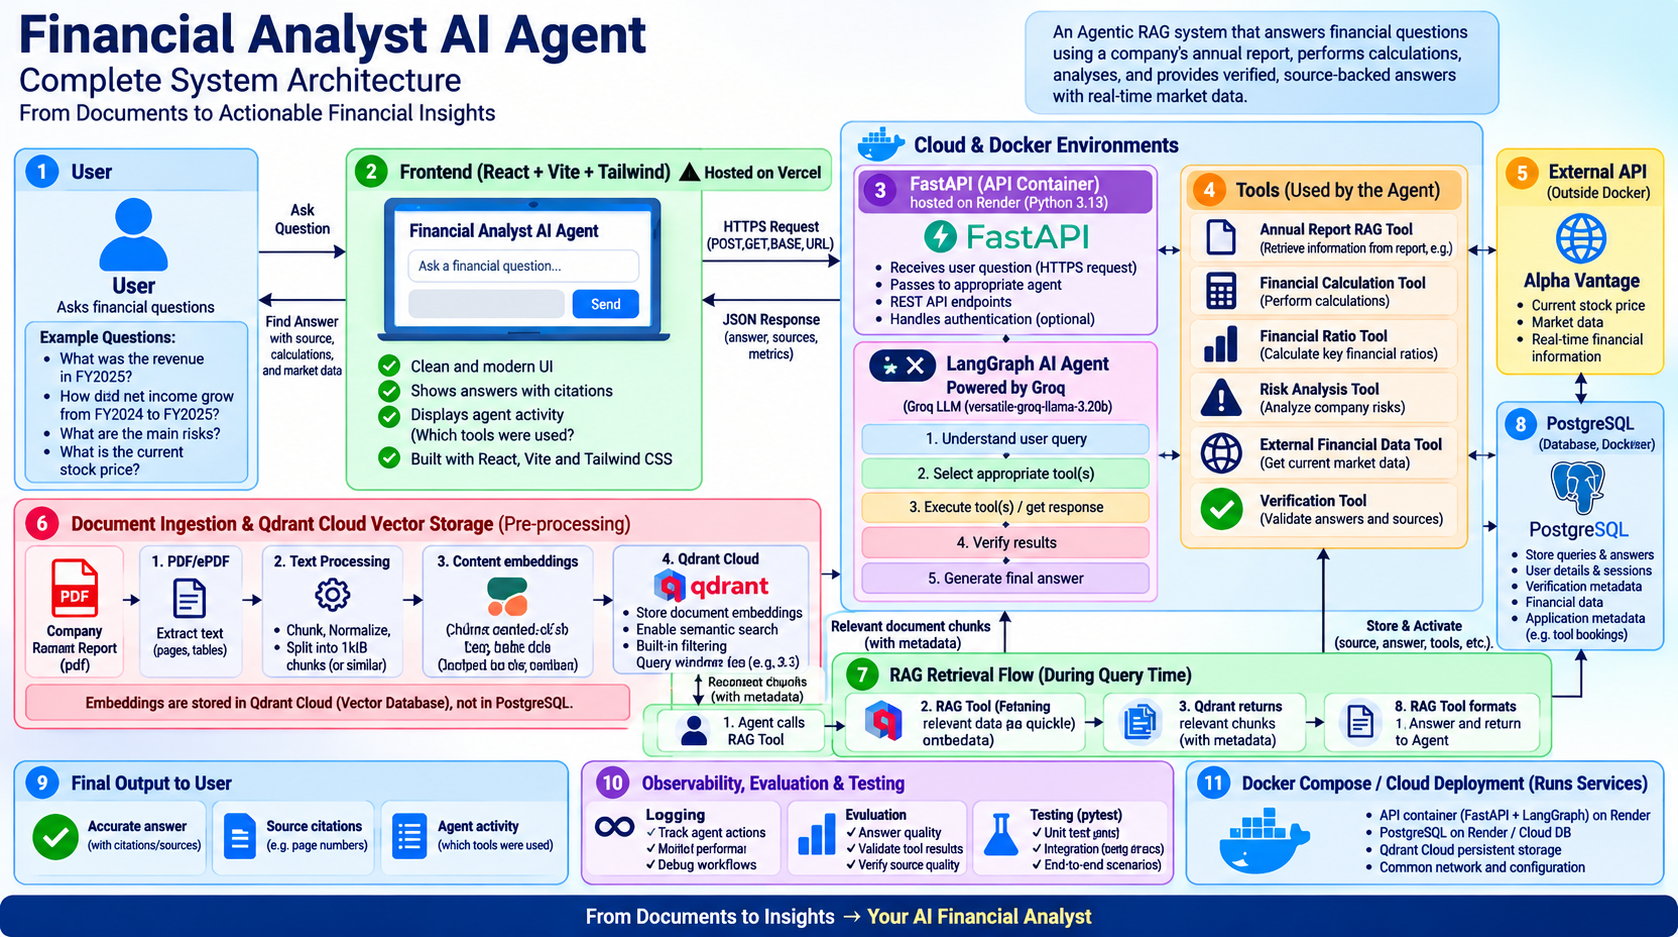 Financial Analyst AI Agent
Complete System Architecture
From Documents to Actionable Financial Insights
An Agentic RAG system that answers financial questions
using a company's annual report, performs calculations,
analyses, and provides verified, source-backed answers
with real-time market data.
1 User
User
Asks financial questions
Example Questions:
• What was the revenue
in FY2025?
• How did net income grow
from FY2024 to FY2025?
• What are the main risks?
• What is the current
stock price?
Ask
Question
Find Answer
with source,
calculations,
and market data
2 Frontend (React + Vite + Tailwind)
Hosted on Vercel
Financial Analyst AI Agent
Ask a financial question...
Send
Clean and modern UI
Shows answers with citations
Displays agent activity
(Which tools were used?
Built with React, Vite and Tailwind CSS
HTTPS Request
(POST,GET,BASE,URL)
JSON Response
(answer, sources,
metrics)
Cloud & Docker Environments
3 FastAPI (API Container)
hosted on Render (Python 3.13)
FastAPI
• Receives user question (HTTPS request)
• Passes to appropriate agent
• REST API endpoints
• Handles authentication (optional)
LangGraph AI Agent
Powered by Groq
(Groq LLM (versatile-groq-llama-3.20b)
1. Understand user query
2. Select appropriate tool(s)
3. Execute tool(s) / get response
4. Verify results
5. Generate final answer
4 Tools (Used by the Agent)
Annual Report RAG Tool
(Retrieve information from report, e.g.)
Financial Calculation Tool
(Perform calculations)
Financial Ratio Tool
(Calculate key financial ratios)
Risk Analysis Tool
(Analyze company risks)
External Financial Data Tool
(Get current market data)
Verification Tool
(Validate answers and sources)
5 External API
(Outside Docker)
Alpha Vantage
• Current stock price
• Market data
• Real-time financial
information
8 PostgreSQL
(Database,
PostgreSQL
• Store queries & answers
• User details & sessions
• Verification metadata
• Financial data
• Application metadata
(e.g. tool bookings)
6 Document Ingestion & Qdrant Cloud Vector Storage (Pre-processing)
PDF
Company
Report
(pdf)
1. PDF/ePDF
Extract text
(pages, tables)
2. Text Processing
• Chunk, Normalize,
• Split into
chunks (or similar)
3. Content embeddings
4. Qdrant Cloud
qdrant
• Store document embeddings
• Enable semantic search
• Built-in filtering
Query
Embeddings are stored in Qdrant Cloud (Vector Database), not in PostgreSQL.
(with metadata)
Relevant document chunks
(with metadata)
Store & Activate
(source, answer, tools, etc.).
7 RAG Retrieval Flow (During Query Time)
1. Agent calls
RAG Tool
2. RAG Tool
relevant data quickle)
3. Qdrant returns
relevant chunks
(with metadata)
8. RAG Tool formats
1. Answer and return
to Agent
9 Final Output to User
Accurate answer
(with citations/sources)
Source citations
(e.g. page numbers)
Agent activity
(which tools were used)
10 Observability, Evaluation & Testing
Logging
✓ Track agent actions
✓
✓ Debug workflows
Evaluation
✓ Answer quality
✓ Validate tool results
✓ Verify source quality
Testing (pytest)
✓ Unit test
✓ Integration
✓ End-to-end scenarios)
11 Docker Compose / Cloud Deployment (Runs Services)
• API container (FastAPI + LangGraph) on Render
• PostgreSQL on Render / Cloud DB
• Qdrant Cloud persistent storage
• Common network and configuration
From Documents to Insights → Your AI Financial Analyst